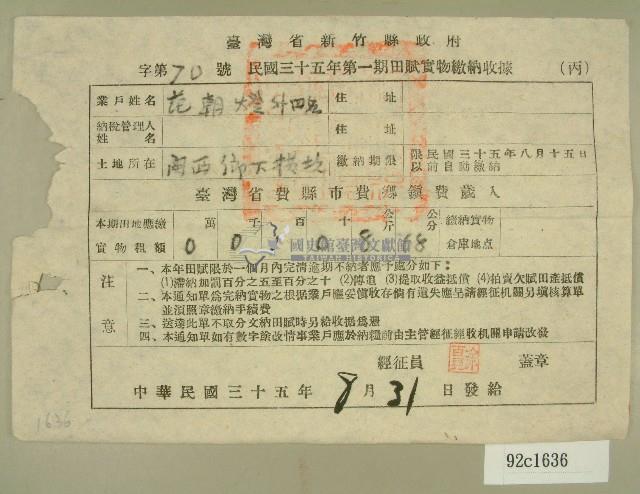 臺灣省新竹縣政府
字第70號 民國三十五年第一期田賦實物繳納收據 (丙)
業戶姓名 范朝燈外四名 住址
納稅管理人姓名 住址
土地所在 關西鄉下橫坑 繳納期限 限民國三十五年八月十五日以前自動繳納
臺灣省費縣市費鄉鎮費歲入
本期田地應繳實物租額 萬 千 百 十 公斤 公分 0 0 3 0 8 68 繳納實物倉庫地点
國史館臺灣文獻館
TAIWAN HISTORICA
注意
一、本年田賦限於一個月內完清逾期不納者應予處分如下:
(1)滯納加罰百分之五至百分之十 (2)傳追 (3)提取收益抵償 (4)拍賣欠賦田產抵償
二、本通知單為完納實物之根据業戶應妥慎收存倘有遺失應呈請經征机關另填核算單
並須照章繳納手續費
三、送達此單不取分文納田賦時另給收据為憑
四、本通知單如有數字塗改情事業戶應於納糧前由主管經征經收机關申請改發
經征員 蓋章
中華民國三十五年 8 月 31 日發給
1636
92c1636